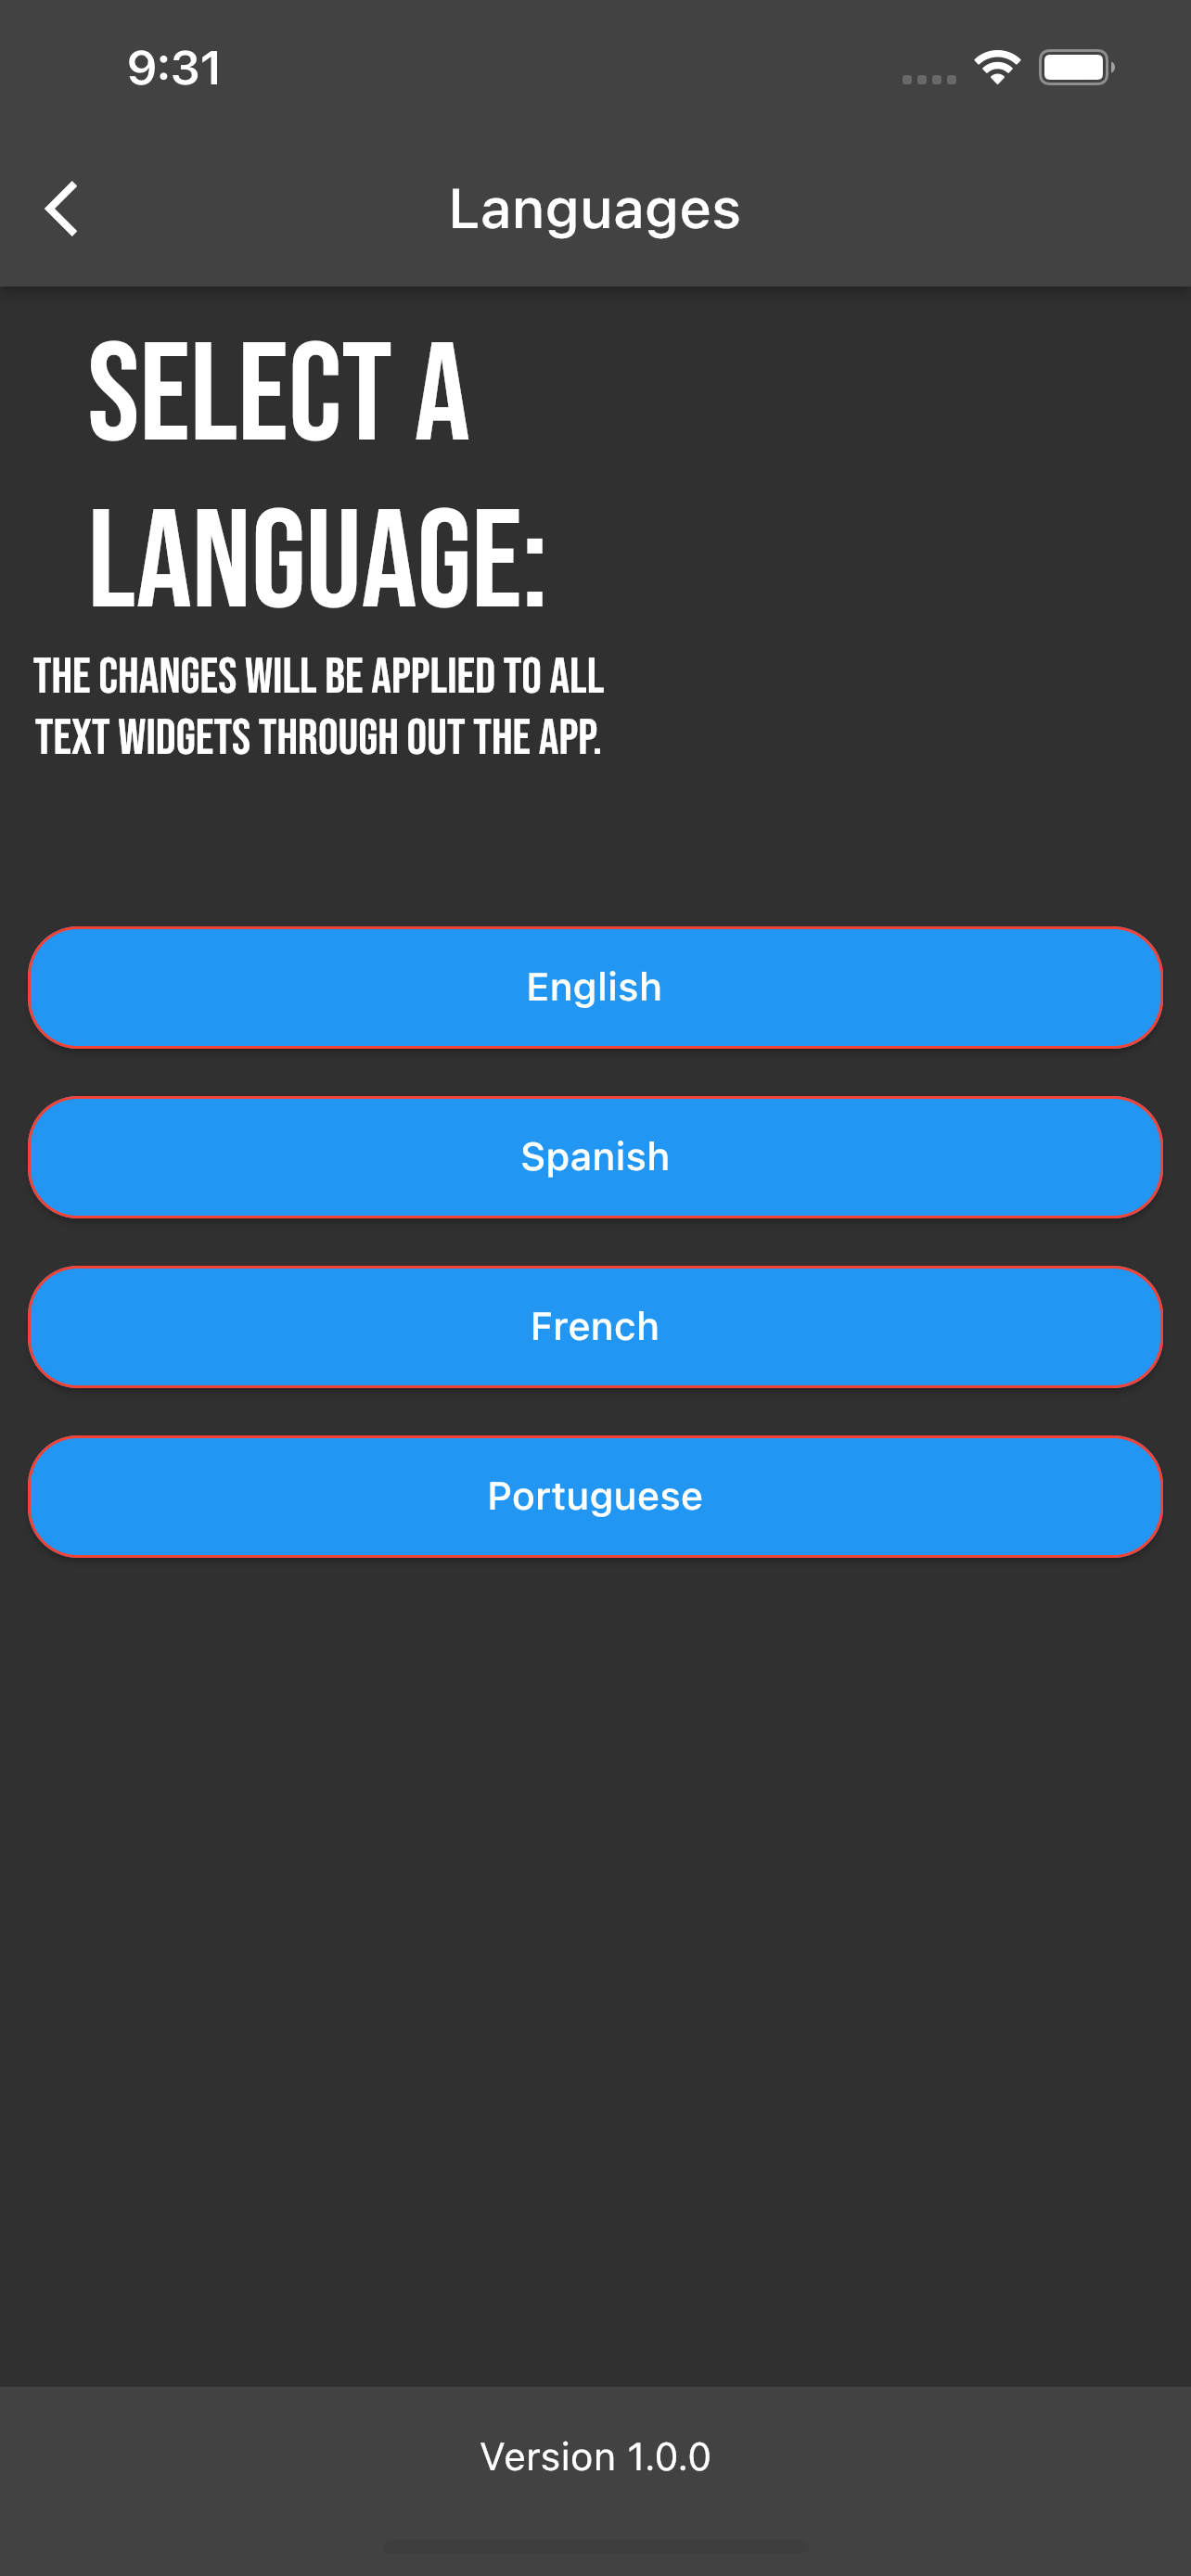 9:31
Languages
SELECT A
LANGUAGE:
THE CHANGES WILL BE APPLIED TO ALL
TEXT WIDGETS THROUGH OUT THE APP.
English
Spanish
French
Portuguese
Version 1.0.0